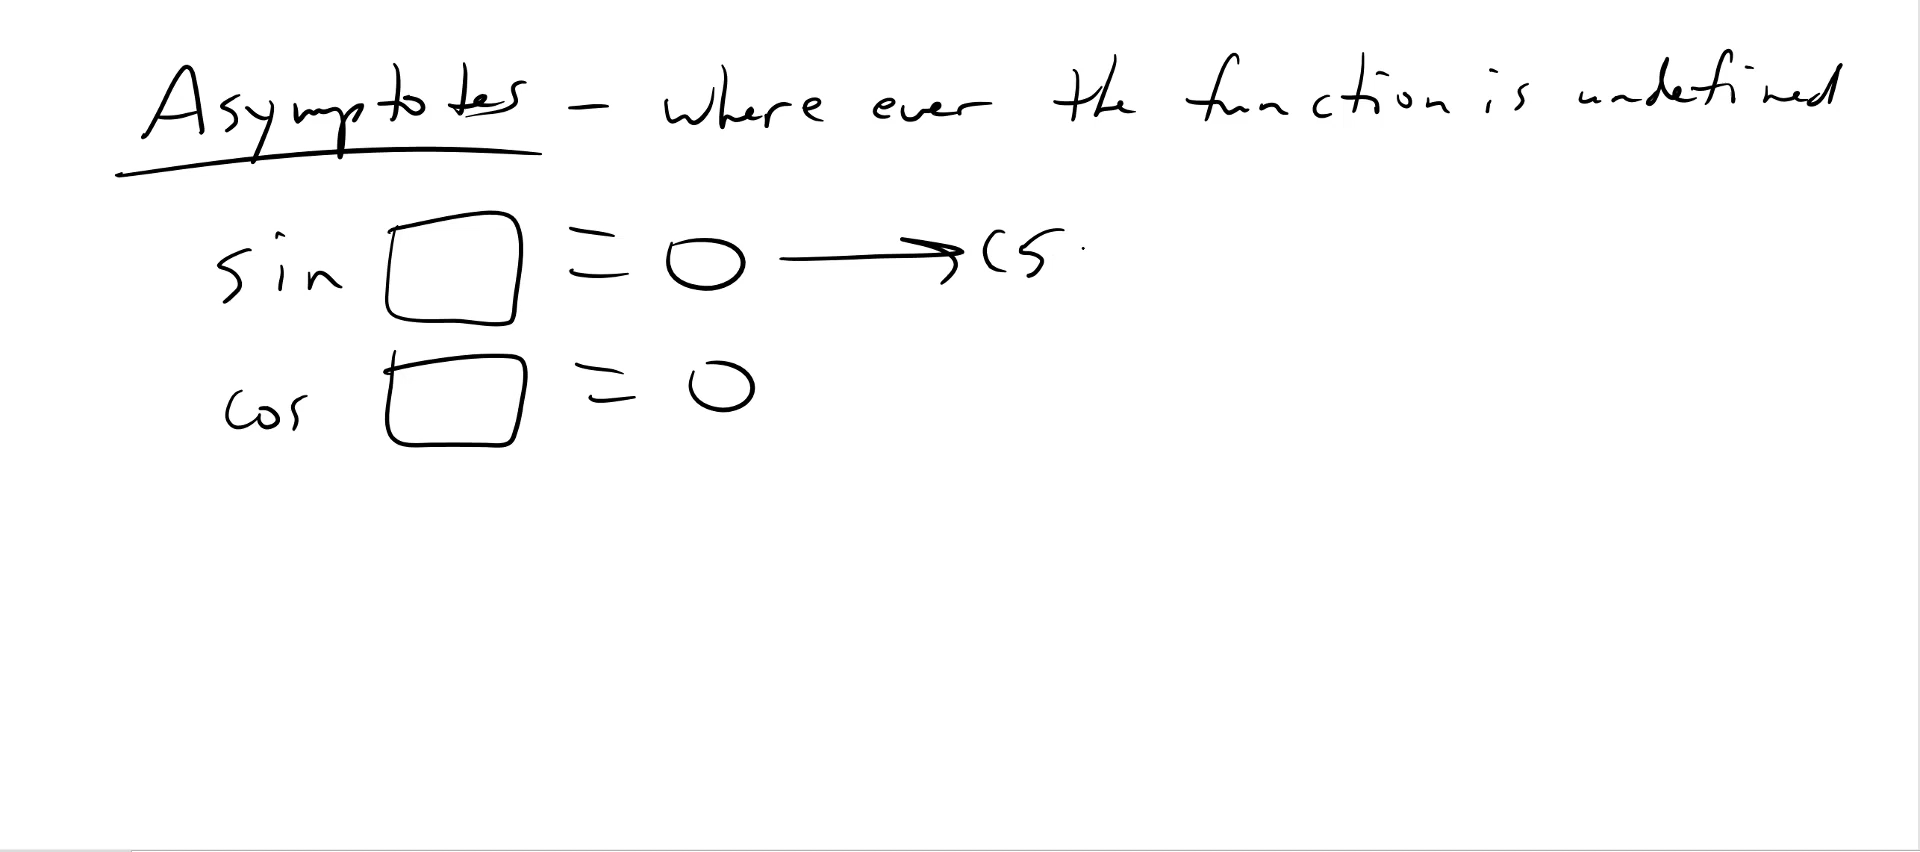 Asymptotes – where ever the function is undefined
sin □ = 0 → cs
cos □ = 0